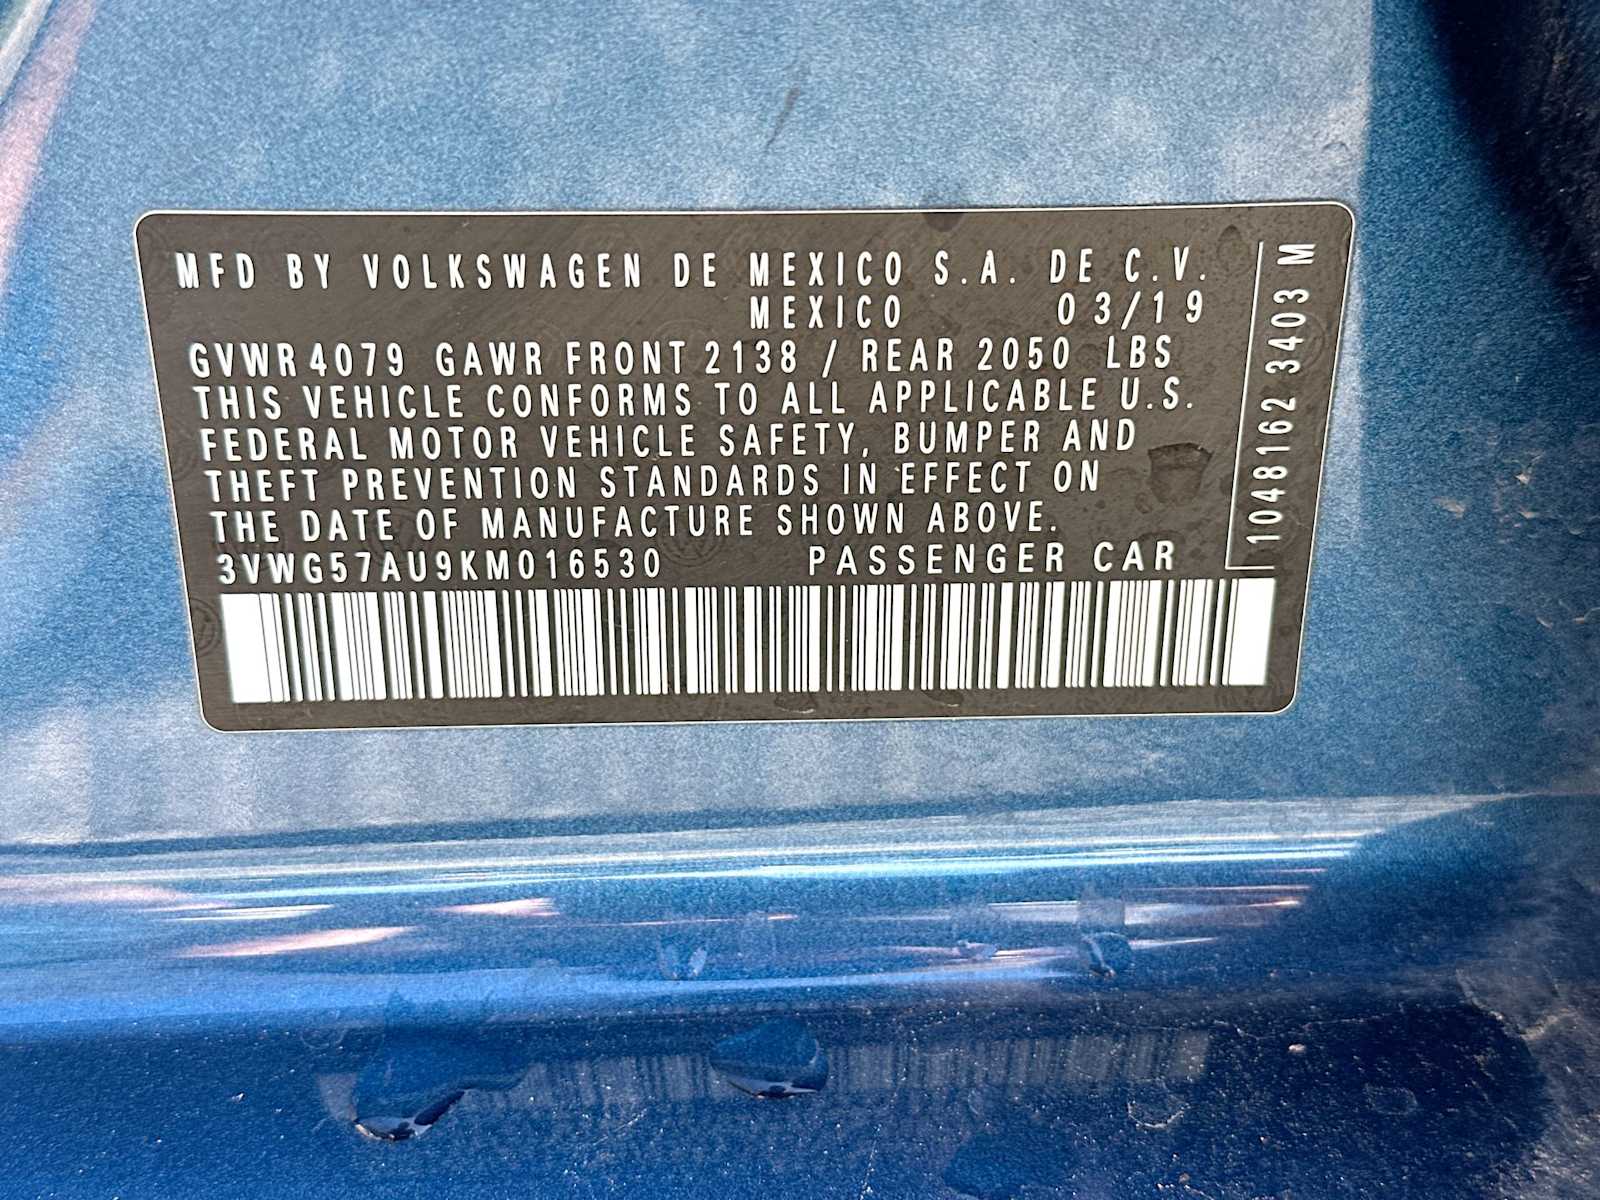 MFD BY VOLKSWAGEN DE MEXICO S.A. DE C.V.
MEXICO 03/19
GVWR 4079 GAWR FRONT 2138 / REAR 2050 LBS
THIS VEHICLE CONFORMS TO ALL APPLICABLE U.S.
FEDERAL MOTOR VEHICLE SAFETY, BUMPER AND
THEFT PREVENTION STANDARDS IN EFFECT ON
THE DATE OF MANUFACTURE SHOWN ABOVE.
3VWG57AU9KM016530 PASSENGER CAR
1048162 3403 M